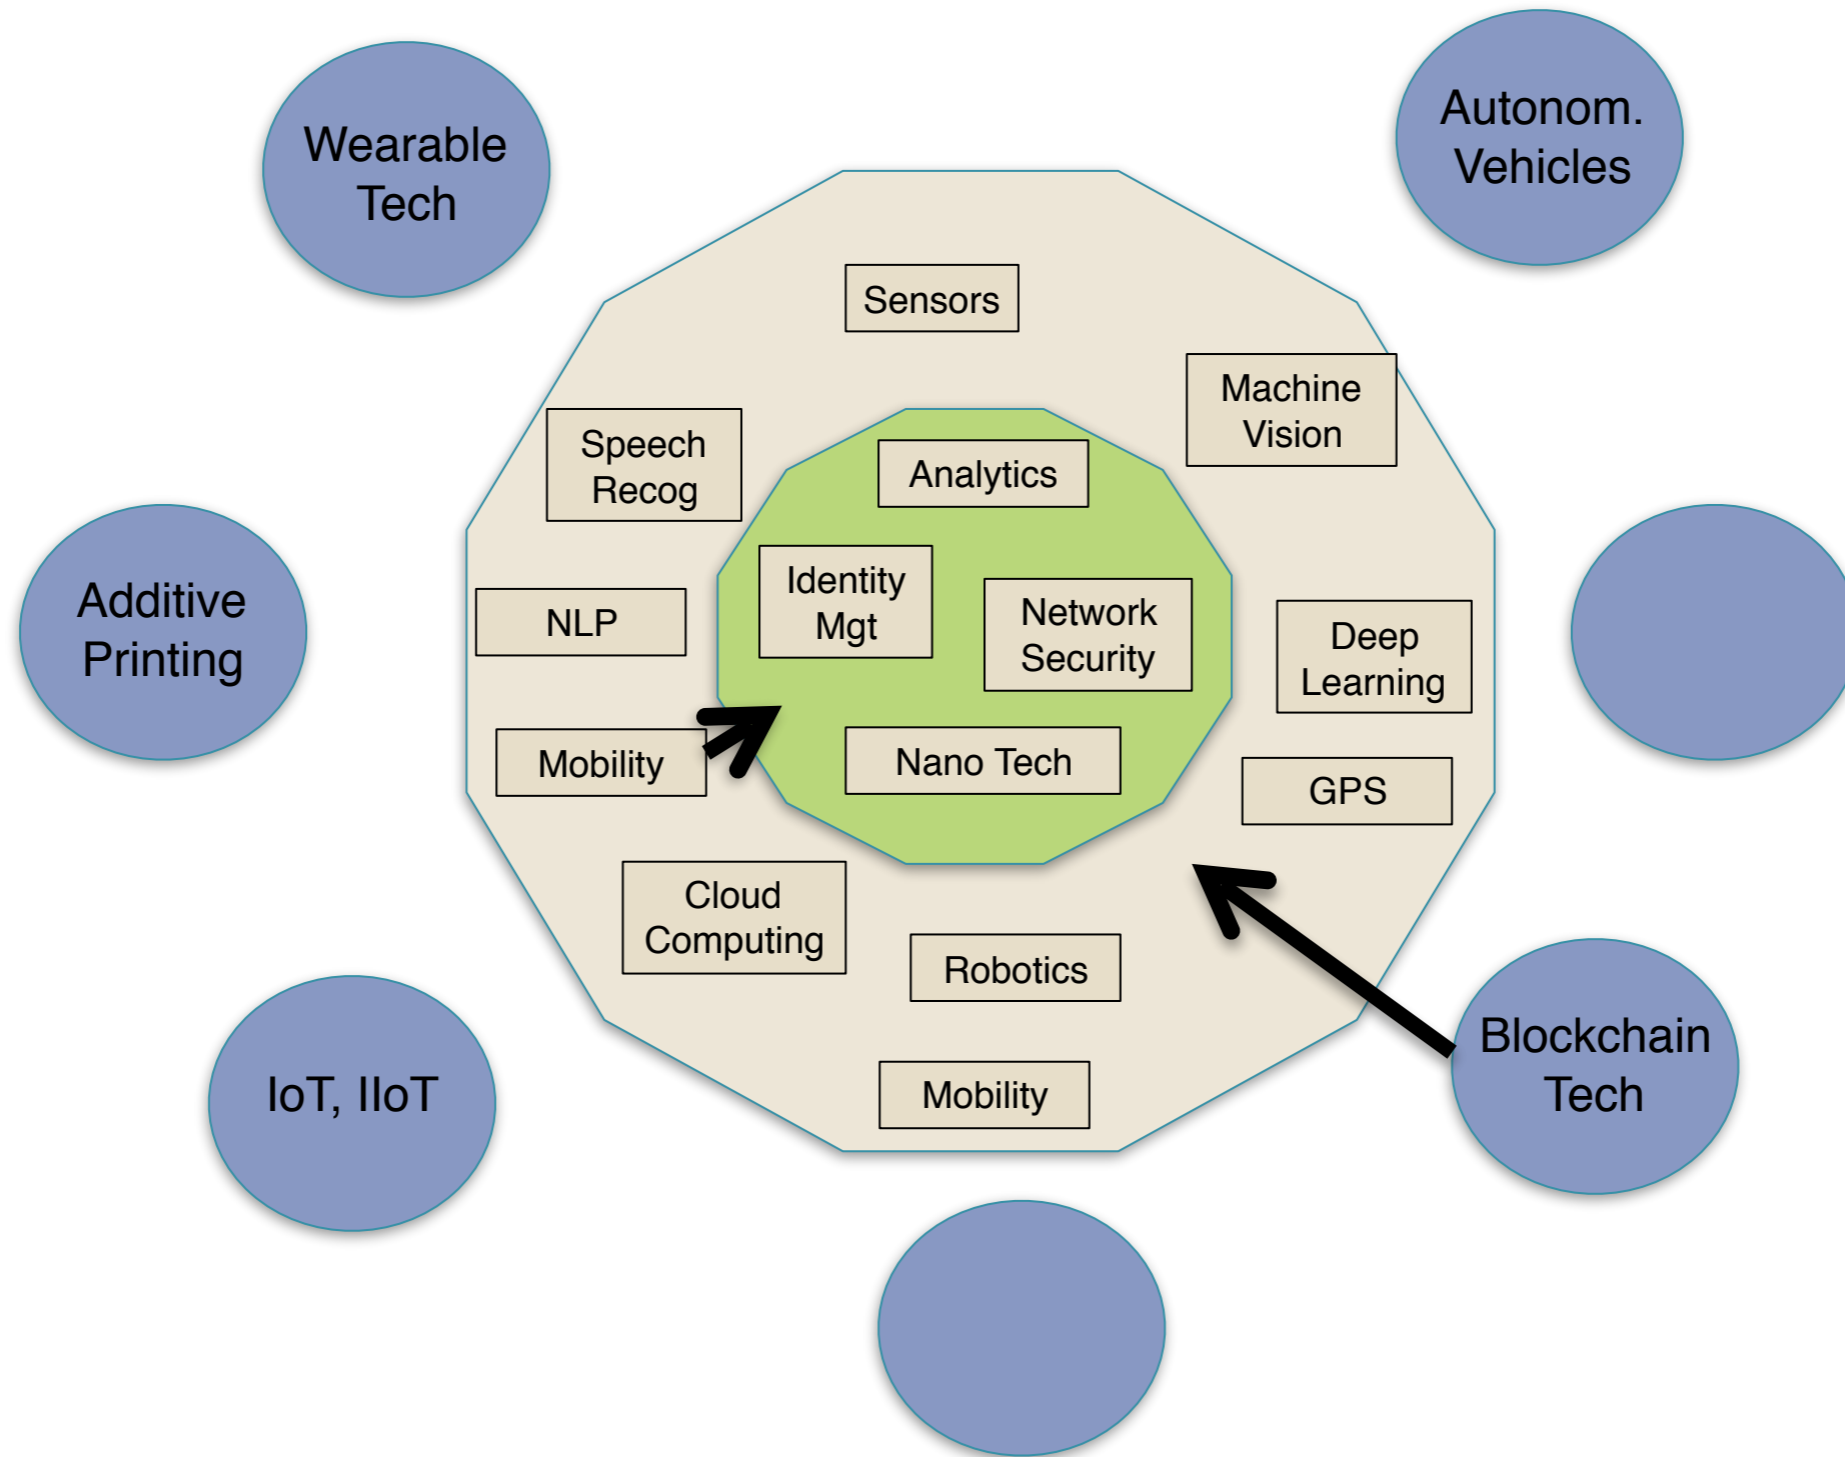 Wearable
Tech
Autonom.
Vehicles
Sensors
Machine
Vision
Speech
Recog
Analytics
Identity
Mgt
Network
Security
Additive
Printing
NLP
Deep
Learning
Mobility
Nano Tech
GPS
Cloud
Computing
Robotics
IoT, IIoT
Blockchain
Tech
Mobility